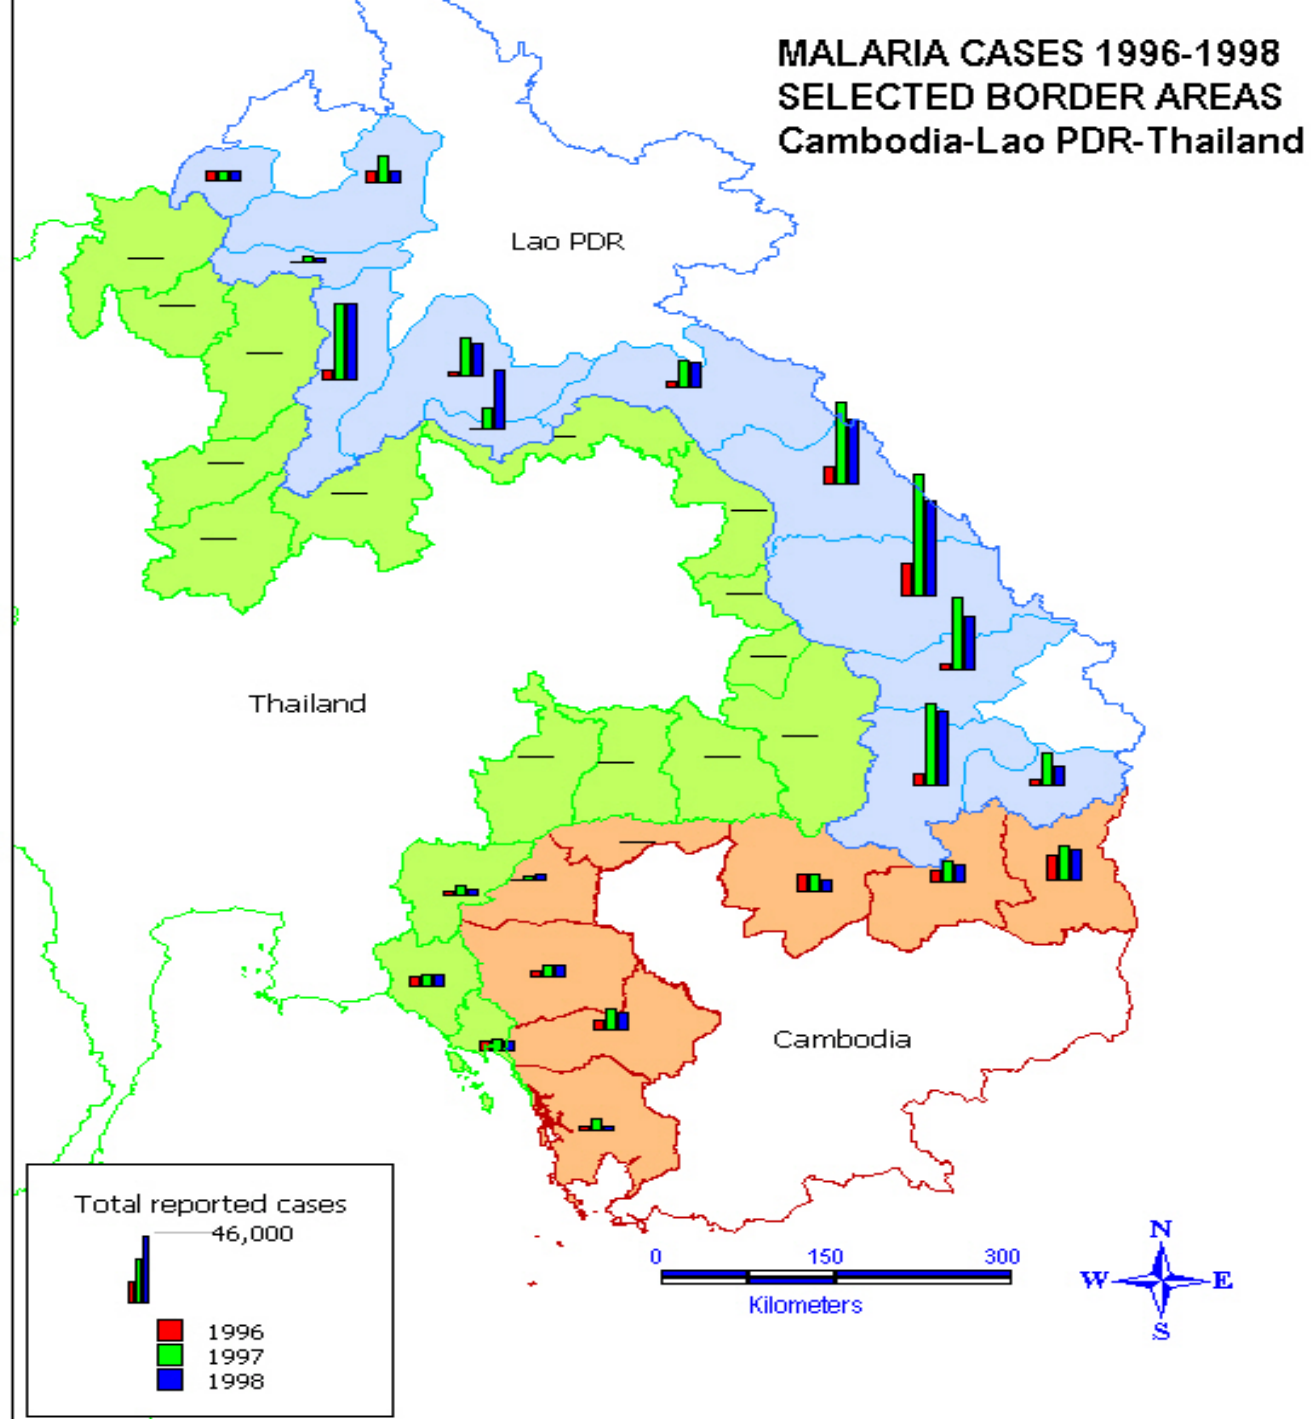 MALARIA CASES 1996-1998
SELECTED BORDER AREAS
Cambodia-Lao PDR-Thailand
Lao PDR
Thailand
Cambodia
Total reported cases
46,000
1996
1997
1998
0 150 300
Kilometers
N
W E
S